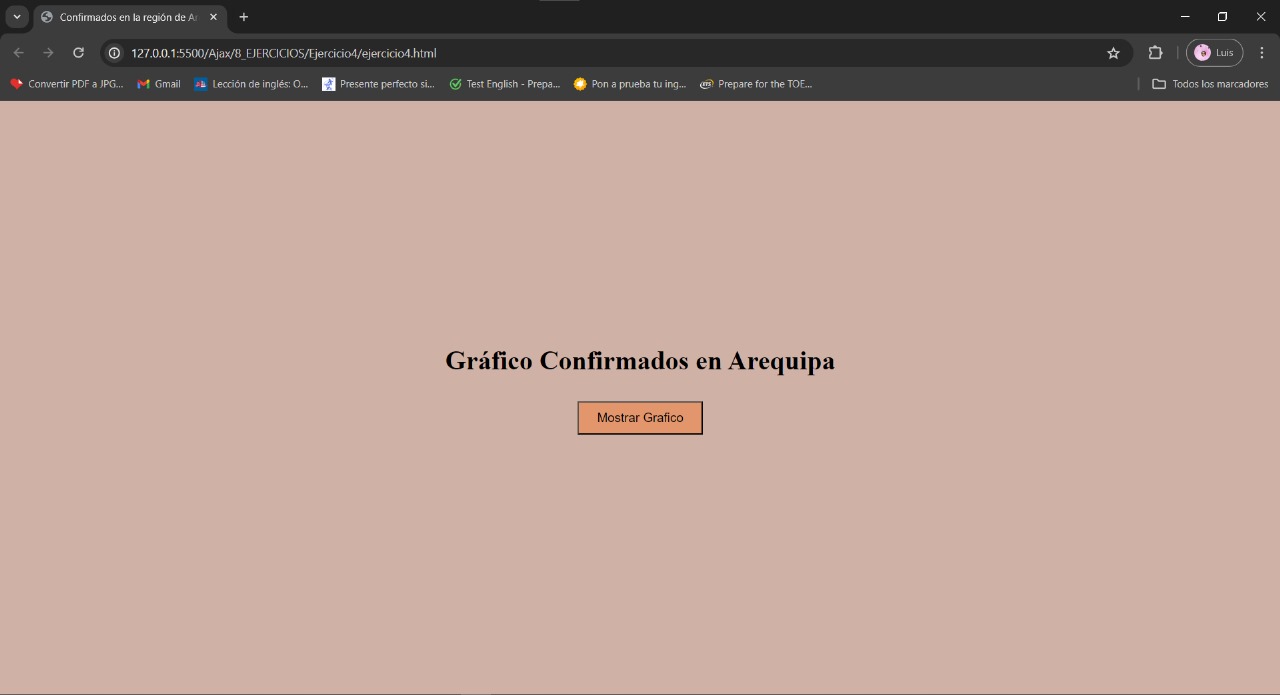 Confirmados en la región de Ar
127.0.0.1:5500/Ajax/8_EJERCICIOS/Ejercicio4/ejercicio4.html
Luis
Convertir PDF a JPG...
Gmail
Lección de inglés: O...
Presente perfecto si...
Test English - Prepa...
Pon a prueba tu ing...
Prepare for the TOE...
Todos los marcadores
Gráfico Confirmados en Arequipa
Mostrar Grafico